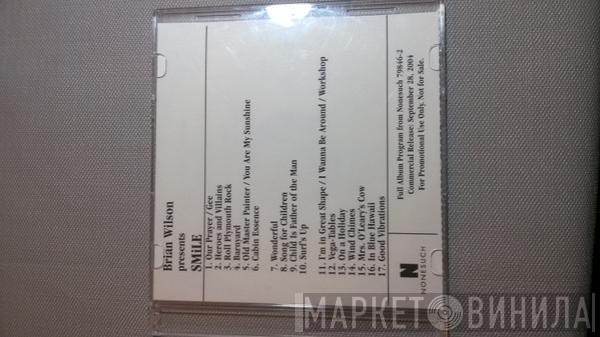 Brian Wilson
presents
SMiLE
1. Our Prayer / Gee
2. Heroes and Villains
3. Roll Plymouth Rock
4. Barnyard
5. Old Master Painter / You Are My Sunshine
6. Cabin Essence
7. Wonderful
8. Song for Children
9. Child Is Father of the Man
10. Surf's Up
11. I'm in Great Shape / I Wanna Be Around / Workshop
12. Vega-Tables
13. On a Holiday
14. Wind Chimes
15. Mrs. O'Leary's Cow
16. In Blue Hawaii
17. Good Vibrations
N
NONESUCH
Full Album Program from Nonesuch 79846-2
Commercial Release: September 28, 2004
For Promotional Use Only. Not for Sale.
МАРКЕТ ВИНИЛА